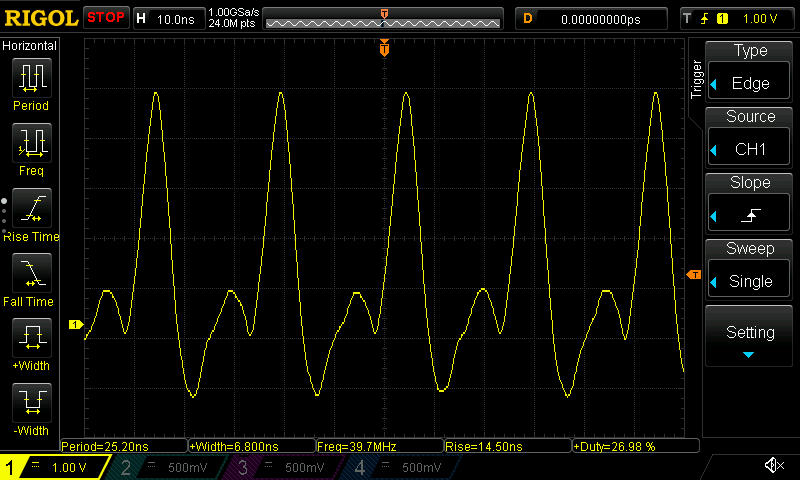 RIGOL STOP H 10.0ns 1.00GSa/s 24.0M pts T D 0.00000000ps T 1 1.00 V
Horizontal
Period
Freq
Rise Time
Fall Time
+Width
-Width
T
1
T
Trigger
Type
Edge
Source
CH1
Slope
Sweep
Single
Setting
Period=25.20ns +Width=6.800ns Freq=39.7MHz Rise=14.50ns +Duty=26.98 %
1 1.00 V 2 500mV 3 500mV 4 500mV